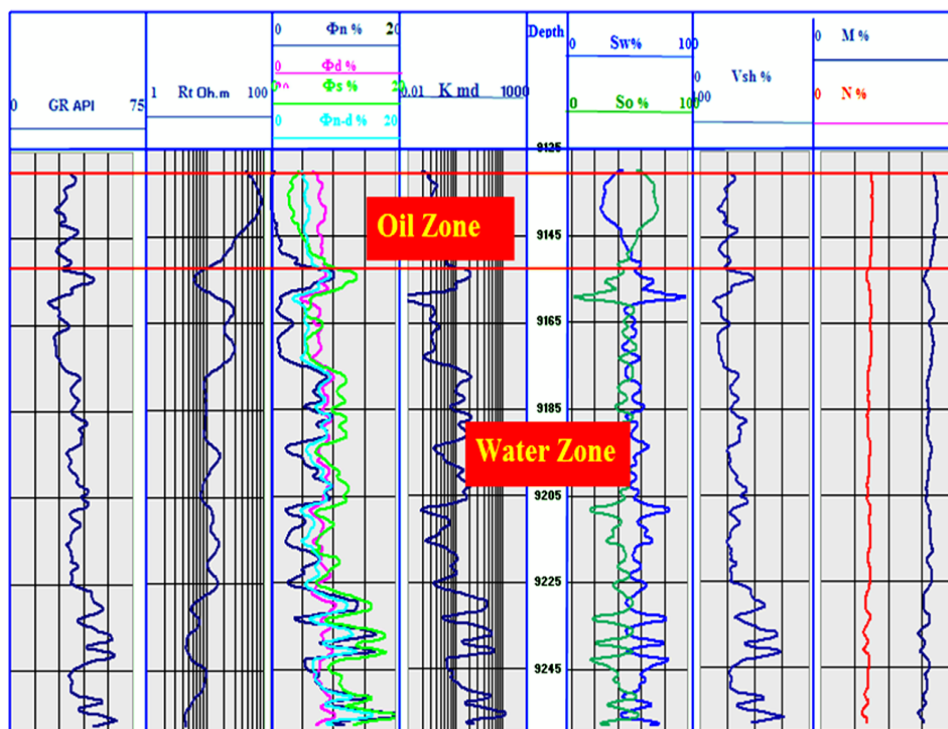 0 Φn % 20
0 Φd %
Φs % 20
0 Φn-d % 20
0 GR API 75
1 Rt Oh.m 100
0.01 K md 1000
Depth
0 Sw% 100
0 So % 100
0 Vsh %
100
0 M %
0 N %
9125
9145
9165
9185
9205
9225
9245
Oil Zone
Water Zone